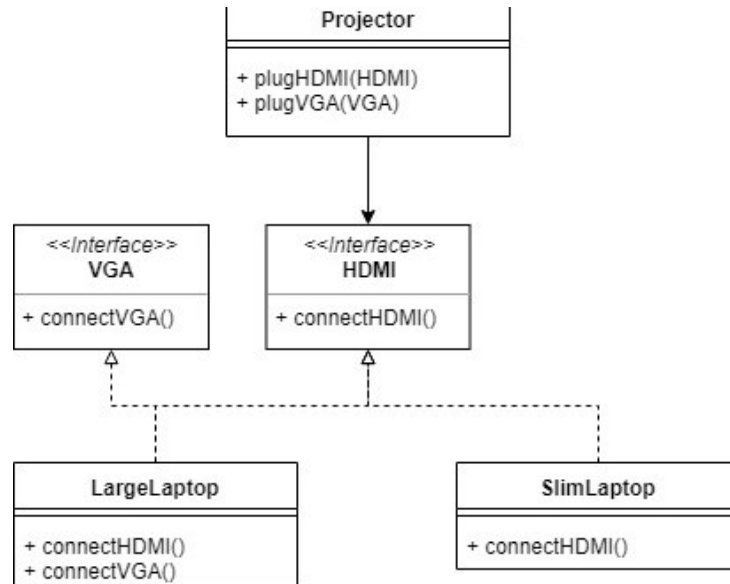 Projector
+ plugHDMI(HDMI)
+ plugVGA(VGA)
<<Interface>>
VGA
+ connectVGA()
<<Interface>>
HDMI
+ connectHDMI()
LargeLaptop
+ connectHDMI()
+ connectVGA()
SlimLaptop
+ connectHDMI()